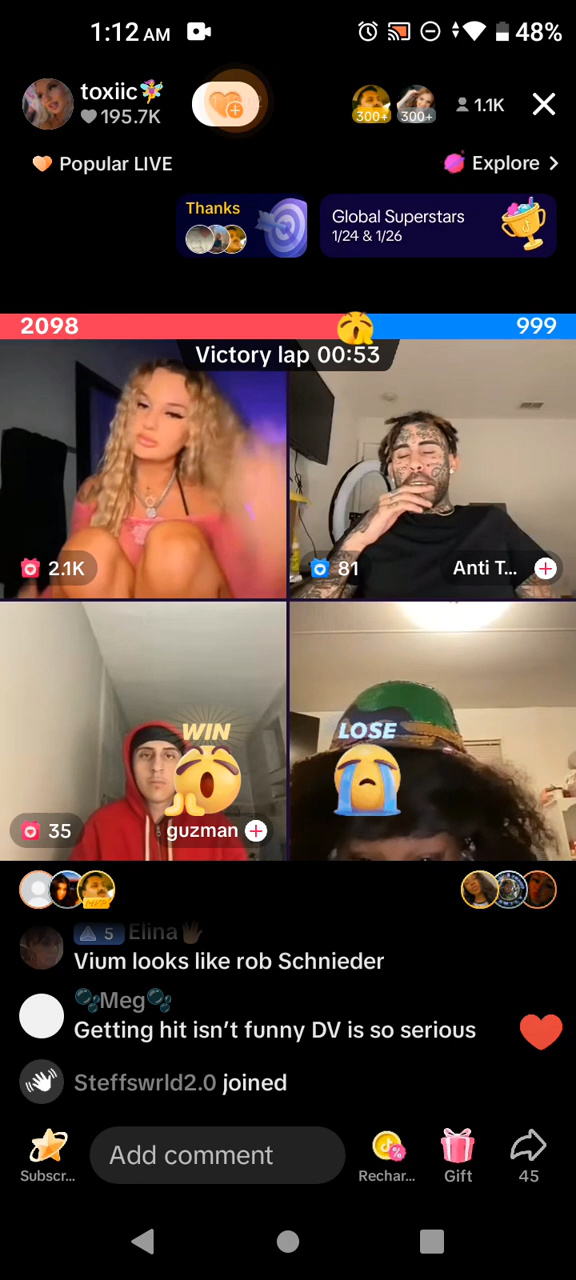 1:12 AM
48%
toxiic🧚
195.7K
300+
300+
1.1K
Popular LIVE
Explore >
Thanks
Global Superstars
1/24 & 1/26
2098
999
Victory lap 00:53
2.1K
81
Anti T...
WIN
LOSE
35
guzman
5 Elina🖐🏿
Vium looks like rob Schnieder
🫧Meg🫧
Getting hit isn't funny DV is so serious
Steffswrld2.0 joined
Subscr...
Add comment
Rechar...
Gift
45